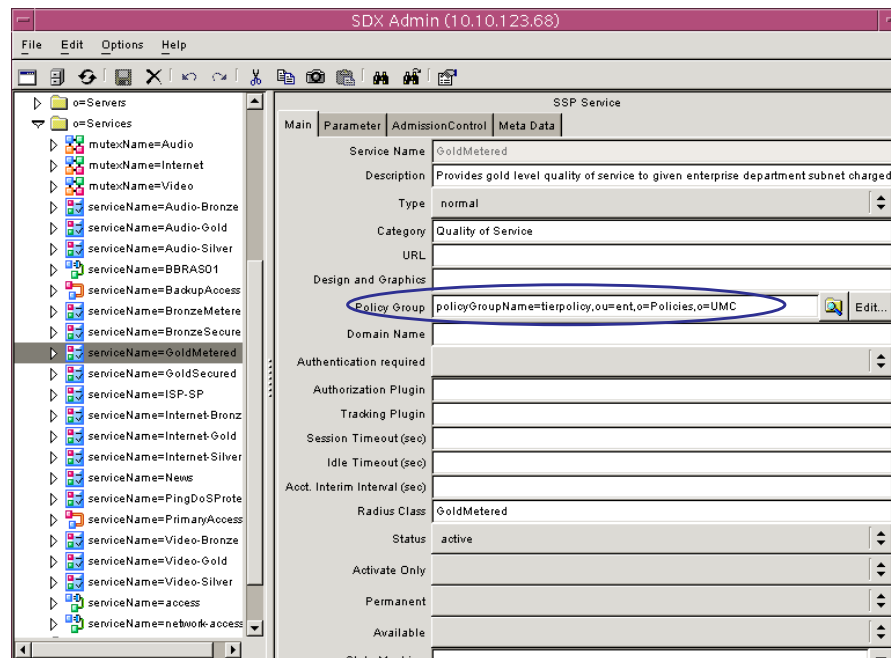 SDX Admin (10.10.123.68)
File Edit Options Help
o=Servers
o=Services
mutexName=Audio
mutexName=Internet
mutexName=Video
serviceName=Audio-Bronze
serviceName=Audio-Gold
serviceName=Audio-Silver
serviceName=BBRAS01
serviceName=BackupAccess
serviceName=BronzeMetere
serviceName=BronzeSecure
serviceName=GoldMetered
serviceName=GoldSecured
serviceName=ISP-SP
serviceName=Internet-Bronz
serviceName=Internet-Gold
serviceName=Internet-Silver
serviceName=News
serviceName=PingDoSProte
serviceName=PrimaryAccess
serviceName=Video-Bronze
serviceName=Video-Gold
serviceName=Video-Silver
serviceName=access
serviceName=network-access
SSP Service
Main Parameter AdmissionControl Meta Data
Service Name GoldMetered
Description Provides gold level quality of service to given enterprise department subnet charged
Type normal
Category Quality of Service
URL
Design and Graphics
Policy Group policyGroupName=tierpolicy,ou=ent,o=Policies,o=UMC Edit...
Domain Name
Authentication required
Authorization Plugin
Tracking Plugin
Session Timeout (sec)
Idle Timeout (sec)
Acct. Interim Interval (sec)
Radius Class GoldMetered
Status active
Activate Only
Permanent
Available